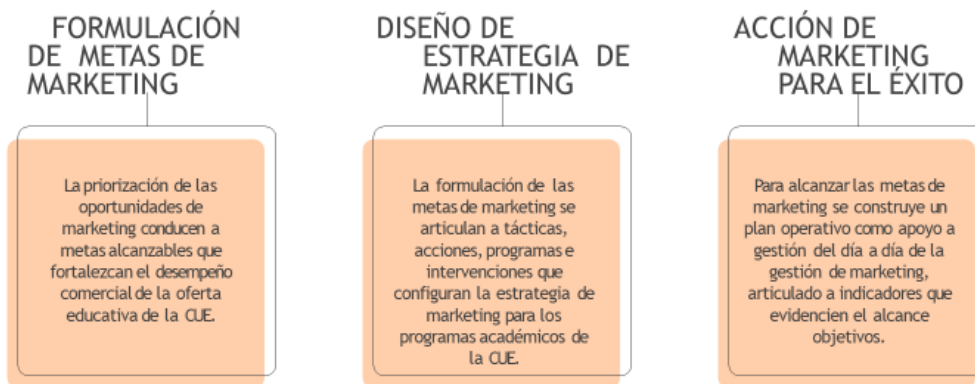 FORMULACIÓN
DE METAS DE
MARKETING
La priorización de las
oportunidades de
marketing conducen a
metas alcanzables que
fortalezcan el desempeño
comercial de la oferta
educativa de la CUE.
DISEÑO DE
ESTRATEGIA DE
MARKETING
La formulación de las
metas de marketing se
articulan a tácticas,
acciones, programas e
intervenciones que
configuran la estrategia de
marketing para los
programas académicos de
la CUE.
ACCIÓN DE
MARKETING
PARA EL ÉXITO
Para alcanzar las metas de
marketing se construye un
plan operativo como apoyo a
gestión del día a día de la
gestión de marketing,
articulado a indicadores que
evidencien el alcance
objetivos.